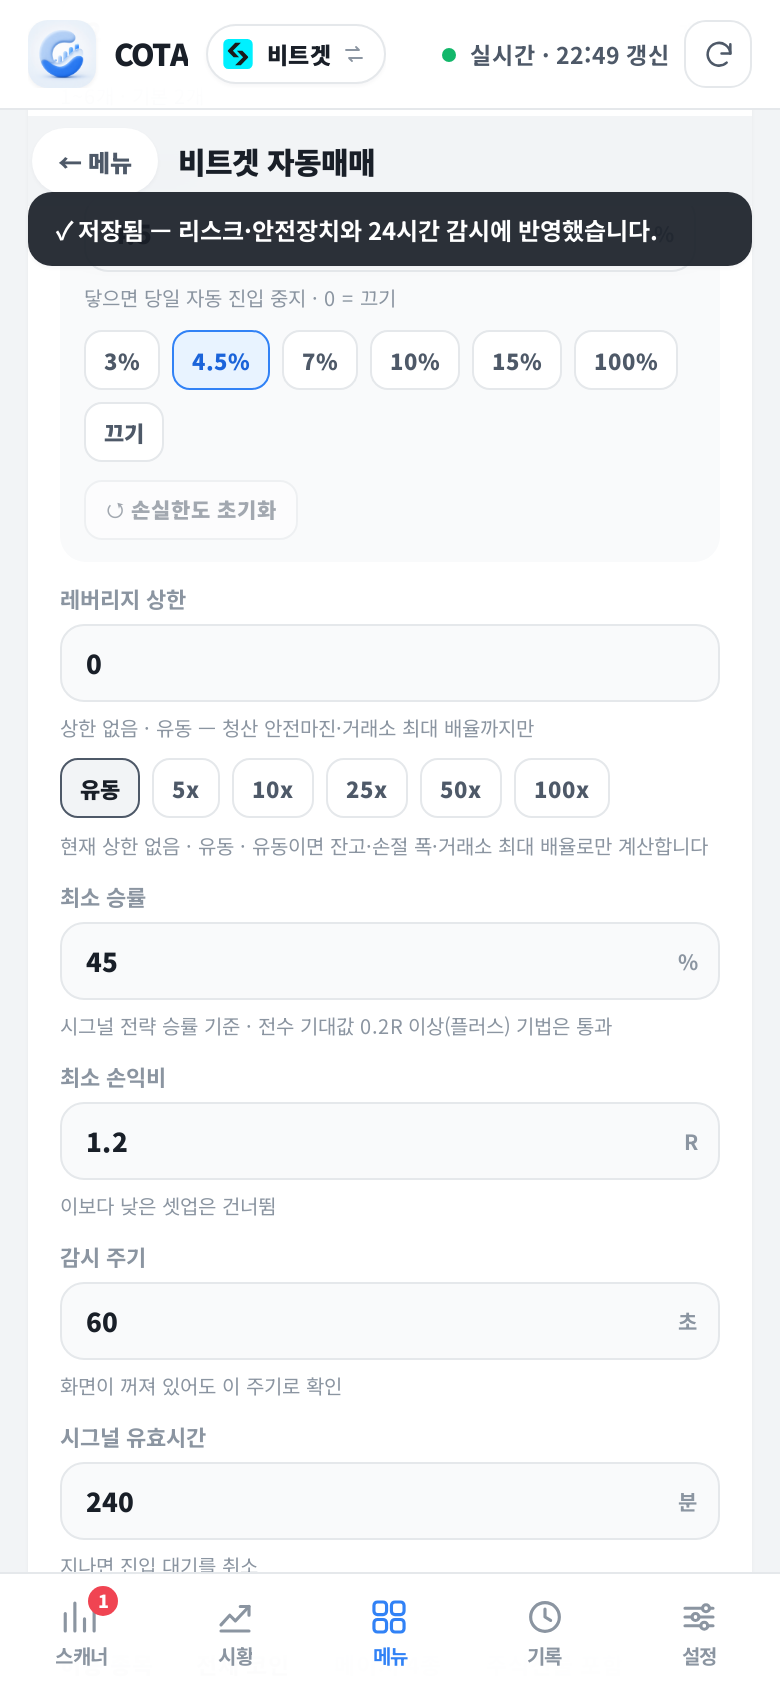 COTA
비트겟
실시간 · 22:49 갱신
← 메뉴
비트겟 자동매매
✓ 저장됨 — 리스크·안전장치와 24시간 감시에 반영했습니다.
닿으면 당일 자동 진입 중지 · 0 = 끄기
3%
4.5%
7%
10%
15%
100%
끄기
손실한도 초기화
레버리지 상한
0
상한 없음 · 유동 — 청산 안전마진·거래소 최대 배율까지만
유동
5x
10x
25x
50x
100x
현재 상한 없음 · 유동 · 유동이면 잔고·손절 폭·거래소 최대 배율로만 계산합니다
최소 승률
45
%
시그널 전략 승률 기준 · 전수 기대값 0.2R 이상(플러스) 기법은 통과
최소 손익비
1.2
R
이보다 낮은 셋업은 건너뜀
감시 주기
60
초
화면이 꺼져 있어도 이 주기로 확인
시그널 유효시간
240
분
지나면 진입 대기를 취소
1
스캐너
시황
메뉴
기록
설정